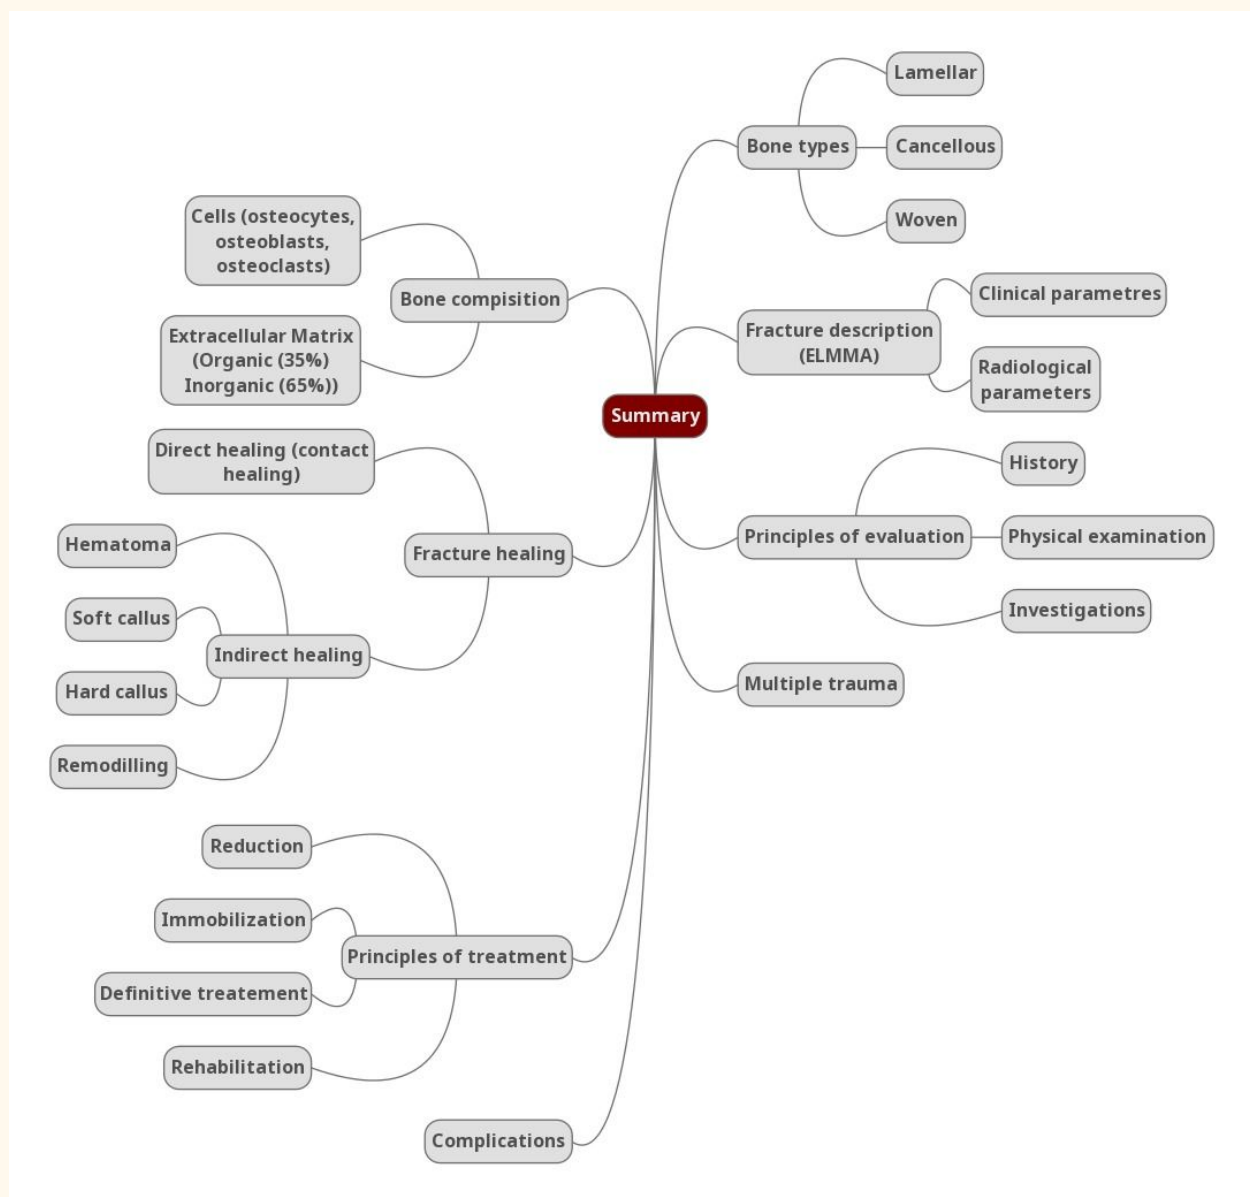 Summary
Bone types
Lamellar
Cancellous
Woven
Fracture description
(ELMMA)
Clinical parametres
Radiological
parameters
Principles of evaluation
History
Physical examination
Investigations
Multiple trauma
Bone compisition
Cells (osteocytes,
osteoblasts,
osteoclasts)
Extracellular Matrix
(Organic (35%)
Inorganic (65%))
Fracture healing
Direct healing (contact
healing)
Indirect healing
Hematoma
Soft callus
Hard callus
Remodilling
Principles of treatment
Reduction
Immobilization
Definitive treatement
Rehabilitation
Complications